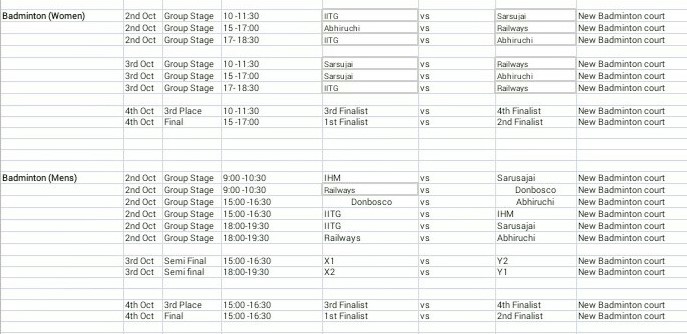 Badminton (Women) 2nd Oct Group Stage 10 -11:30 IITG vs Sarsujai New Badminton court
2nd Oct Group Stage 15 -17:00 Abhiruchi vs Railways New Badminton court
2nd Oct Group Stage 17- 18:30 IITG vs Abhiruchi New Badminton court
3rd Oct Group Stage 10 -11:30 Sarsujai vs Railways New Badminton court
3rd Oct Group Stage 15 -17:00 Sarsujai vs Abhiruchi New Badminton court
3rd Oct Group Stage 17- 18:30 IITG vs Railways New Badminton court
4th Oct 3rd Place 10 -11:30 3rd Finalist vs 4th Finalist New Badminton court
4th Oct Final 15 -17:00 1st Finalist vs 2nd Finalist New Badminton court
Badminton (Mens) 2nd Oct Group Stage 9:00 -10:30 IHM vs Sarusajai New Badminton court
2nd Oct Group Stage 9:00 -10:30 Railways vs Donbosco New Badminton court
2nd Oct Group Stage 15:00 -16:30 Donbosco vs Abhiruchi New Badminton court
2nd Oct Group Stage 15:00 -16:30 IITG vs IHM New Badminton court
2nd Oct Group Stage 18:00-19:30 IITG vs Sarusajai New Badminton court
2nd Oct Group Stage 18:00-19:30 Railways vs Abhiruchi New Badminton court
3rd Oct Semi Final 15:00 -16:30 X1 vs Y2 New Badminton court
3rd Oct Semi final 18:00-19:30 X2 vs Y1 New Badminton court
4th Oct 3rd Place 15:00 -16:30 3rd Finalist vs 4th Finalist New Badminton court
4th Oct Final 15:00 -16:30 1st Finalist vs 2nd Finalist New Badminton court